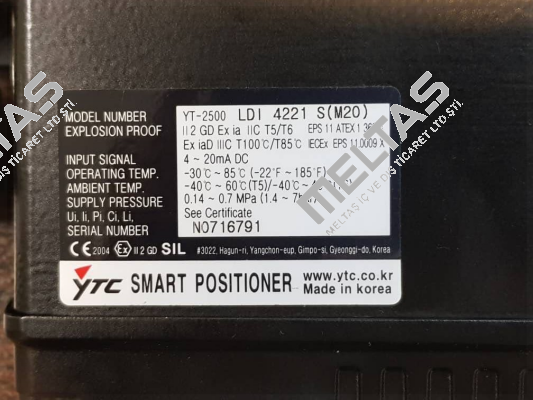 MODEL NUMBER YT-2500 LDI 4221 S(M20)
EXPLOSION PROOF II 2 GD Ex ia IIC T5/T6 EPS 11 ATEX 1 36
Ex iaD IIIC T100℃/T85℃ IECEx EPS 11.0009 X
INPUT SIGNAL 4 ~ 20mA DC
OPERATING TEMP. -30℃ ~ 85℃ (-22℉ ~ 185℉)
AMBIENT TEMP. -40℃ ~ 60℃(T5)/-40℃ ~
SUPPLY PRESSURE 0.14 ~ 0.7 MPa (1.4 ~
Ui, Ii, Pi, Ci, Li, See Certificate
SERIAL NUMBER N0716791
CE 2004 Ex II 2 GD SIL #3022, Hagun-ri, Yangchon-eup, Gimpo-si, Gyeonggi-do, Korea
YTC SMART POSITIONER www.ytc.co.kr
Made in korea
MELTAS
MELTAŞ İÇ VE DIŞ TİCARET LTD.ŞTİ.